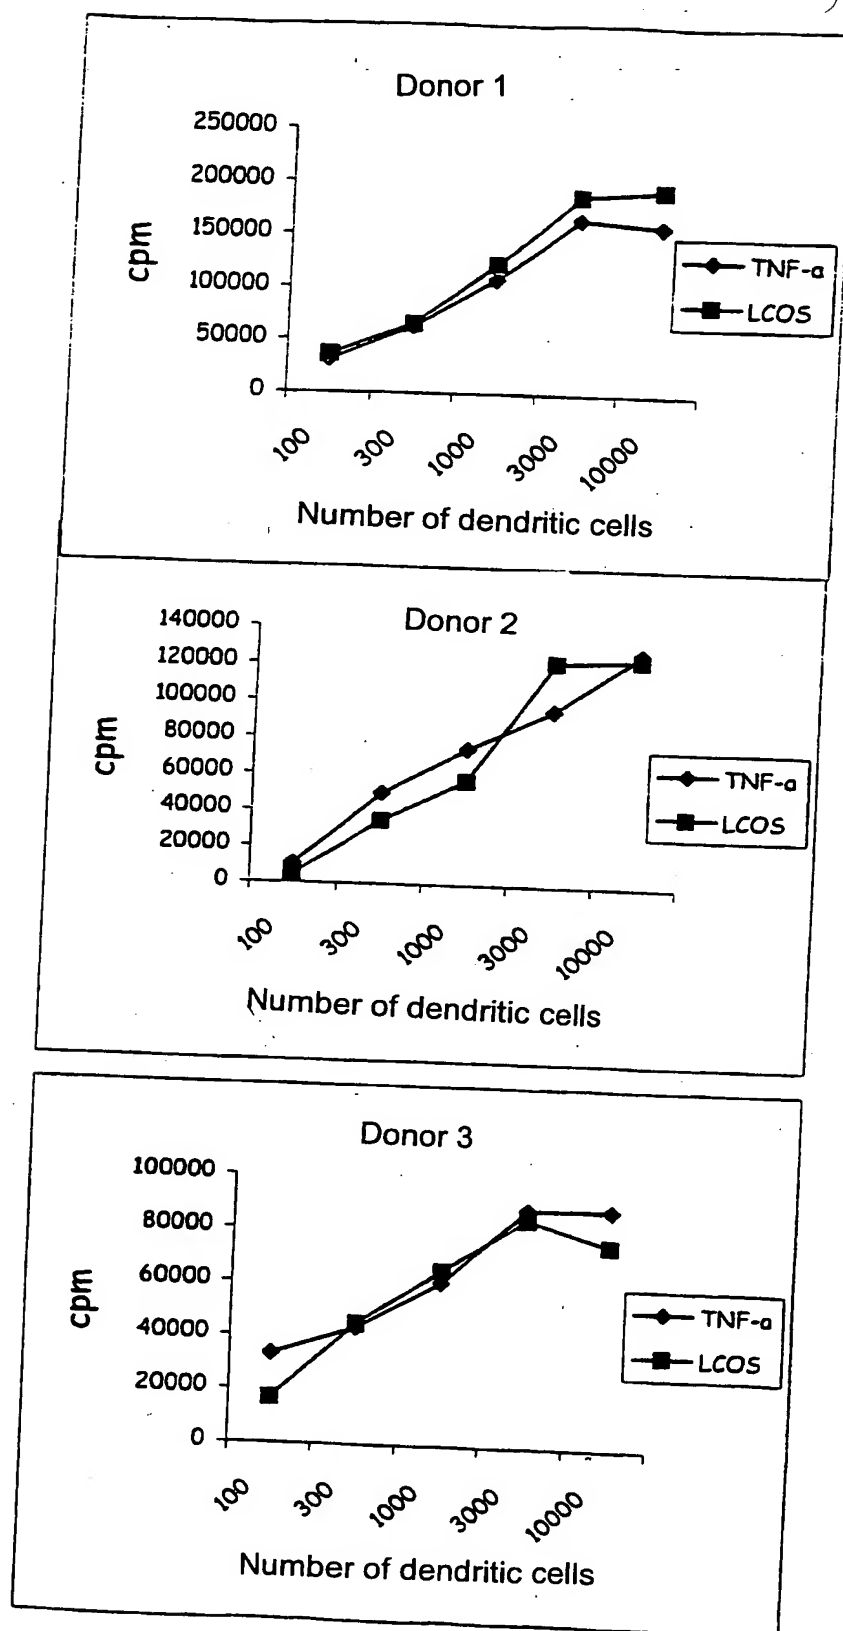 Donor 1
250000
200000
150000
100000
50000
0
cpm
100 300 1000 3000 10000
Number of dendritic cells
TNF-a
LCOS
Donor 2
140000
120000
100000
80000
60000
40000
20000
0
cpm
100 300 1000 3000 10000
Number of dendritic cells
TNF-a
LCOS
Donor 3
100000
80000
60000
40000
20000
0
cpm
100 300 1000 3000 10000
Number of dendritic cells
TNF-a
LCOS